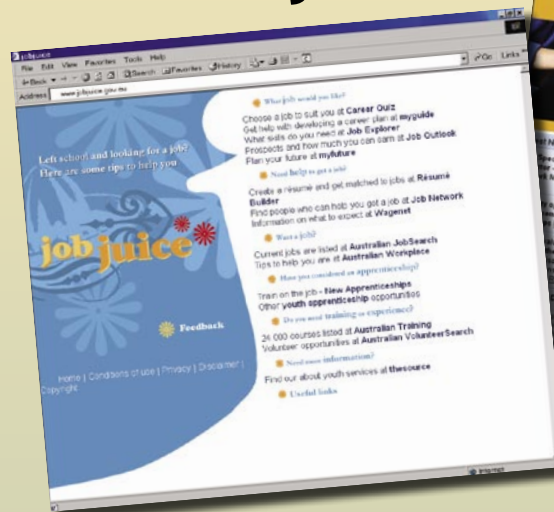 jobjuice
File Edit View Favorites Tools Help
Back Search Favorites History
Address www.jobjuice.gov.au Go Links
Left school and looking for a job?
Here are some tips to help you
job juice
Feedback
Home | Conditions of use | Privacy | Disclaimer |
Copyright
What job would you like?
Choose a job to suit you at Career Quiz
Get help with developing a career plan at myguide
What skills do you need at Job Explorer
Prospects and how much you can earn at Job Outlook
Plan your future at myfuture
Need help to get a job?
Create a résumé and get matched to jobs at Résumé
Builder
Find people who can help you get a job at Job Network
Information on what to expect at Wagenet
Want a job?
Current jobs are listed at Australian JobSearch
Tips to help you are at Australian Workplace
Have you considered an apprenticeship?
Train on the job - New Apprenticeships
Other youth apprenticeship opportunities
Do you need training or experience?
24 000 courses listed at Australian Training
Volunteer opportunities at Australian VolunteerSearch
Need more information?
Find our about youth services at thesource
Useful links
Internet